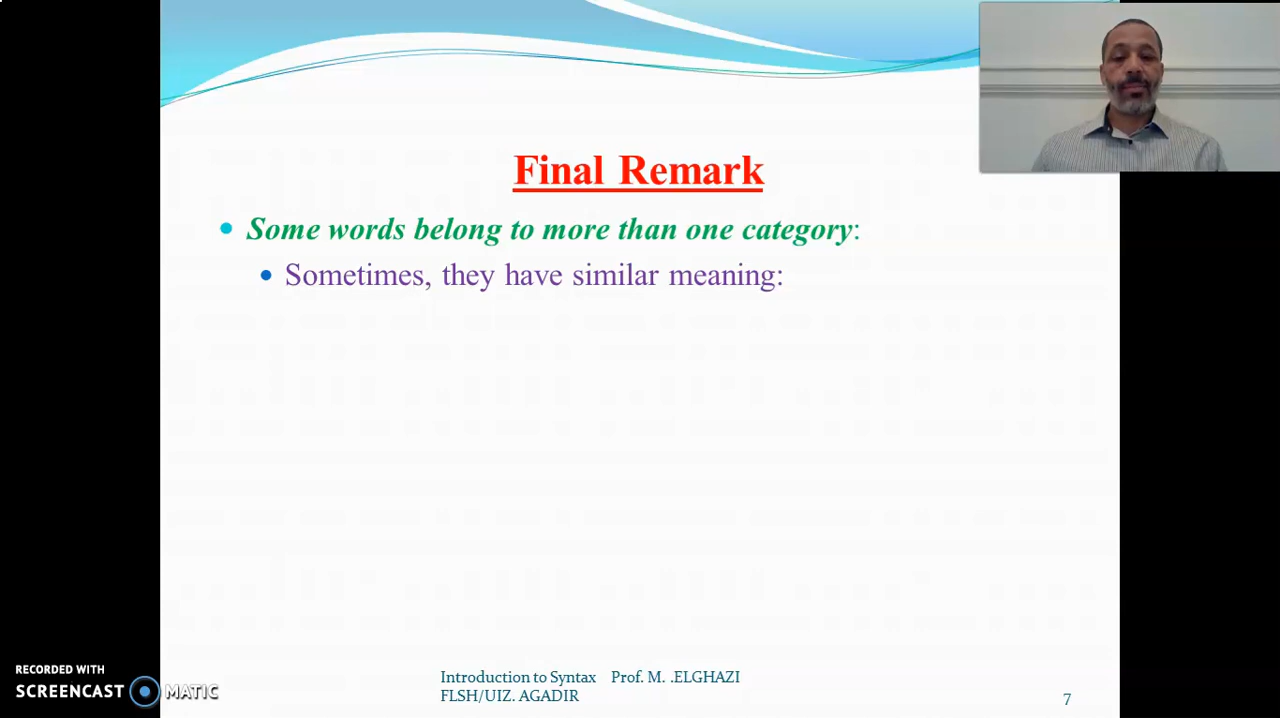 Final Remark
Some words belong to more than one category:
Sometimes, they have similar meaning:
RECORDED WITH
SCREENCAST MATIC
Introduction to Syntax Prof. M. .ELGHAZI
FLSH/UIZ. AGADIR
7